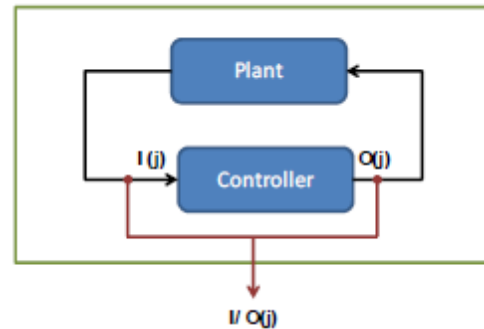 Plant
I (j)
O(j)
Controller
I/ O(j)